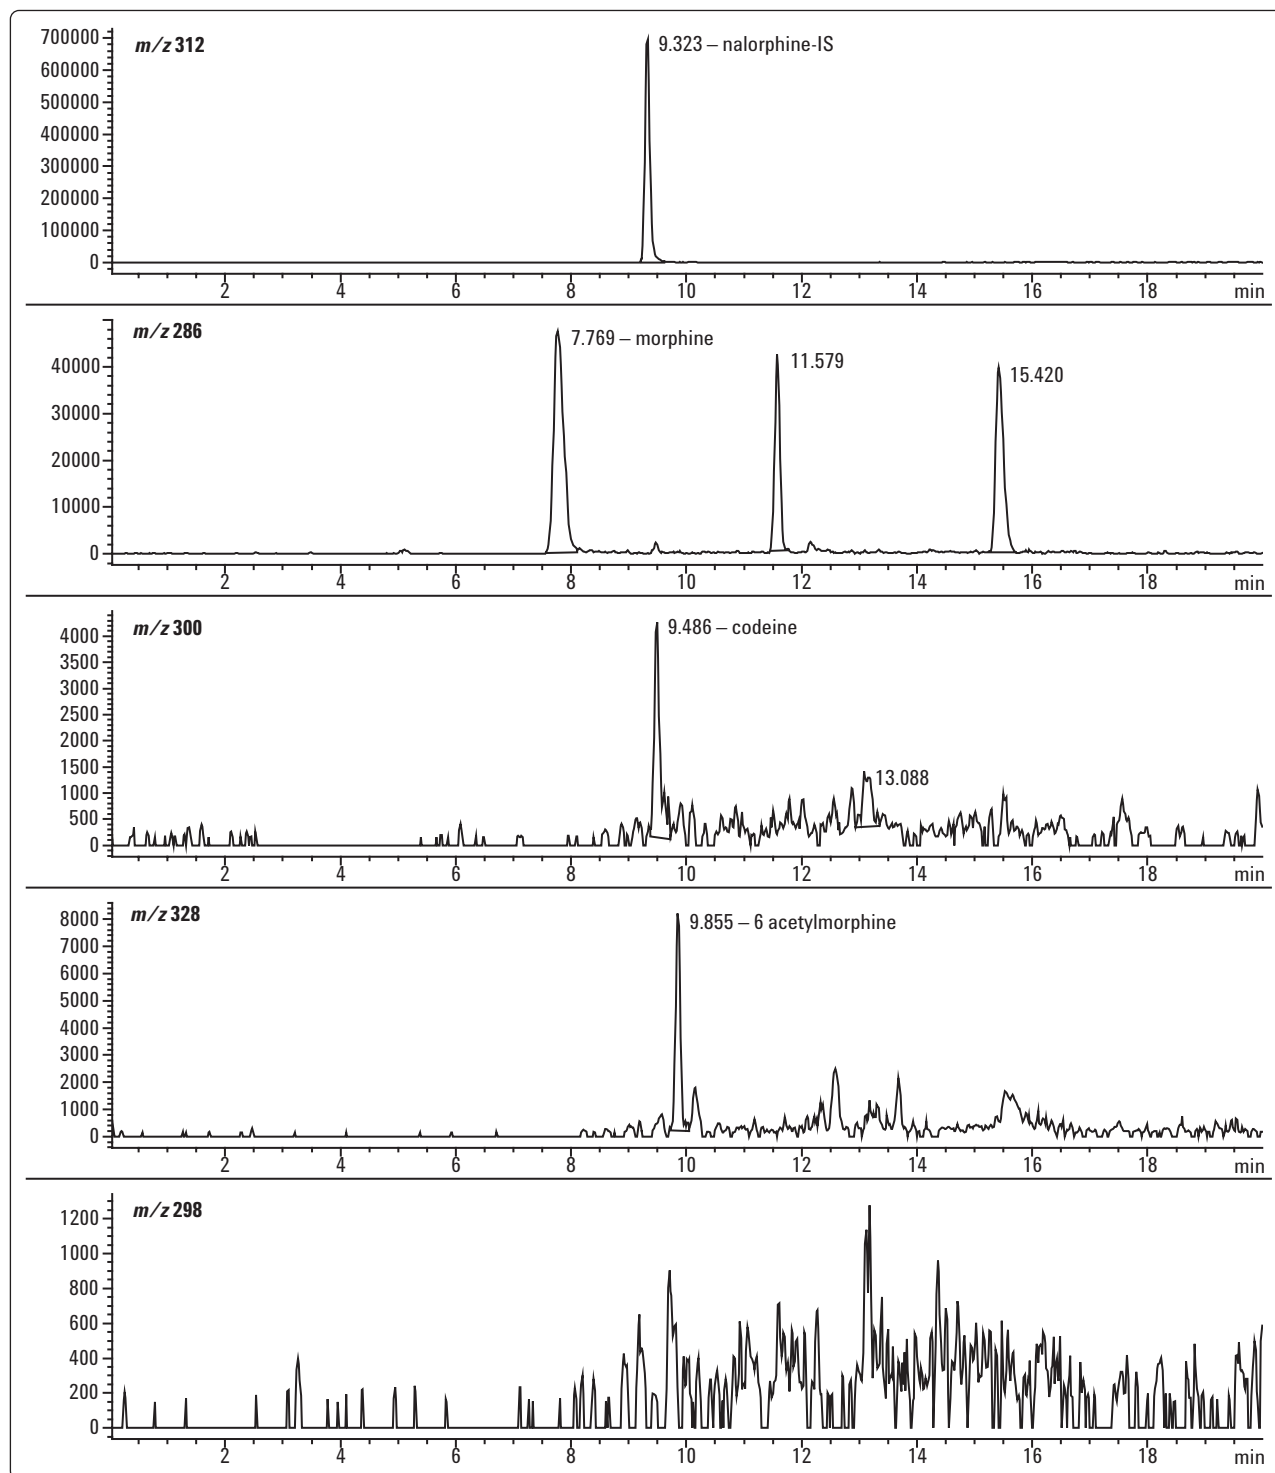 m/z 312
9.323 – nalorphine-IS
700000
600000
500000
400000
300000
200000
100000
0
2 4 6 8 10 12 14 16 18 min
m/z 286
7.769 – morphine
11.579
15.420
40000
30000
20000
10000
0
2 4 6 8 10 12 14 16 18 min
m/z 300
9.486 – codeine
13.088
4000
3500
3000
2500
2000
1500
1000
500
0
2 4 6 8 10 12 14 16 18 min
m/z 328
9.855 – 6 acetylmorphine
8000
7000
6000
5000
4000
3000
2000
1000
0
2 4 6 8 10 12 14 16 18 min
m/z 298
1200
1000
800
600
400
200
0
2 4 6 8 10 12 14 16 18 min